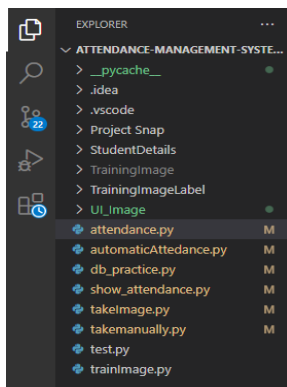 EXPLORER ...
ATTENDANCE-MANAGEMENT-SYSTE...
> __pycache__
> .idea
> .vscode
> Project Snap
> StudentDetails
> TrainingImage
> TrainingImageLabel
> UI_Image
attendance.py M
automaticAttedance.py M
db_practice.py M
show_attendance.py M
takeImage.py M
takemanually.py M
test.py
trainImage.py
22